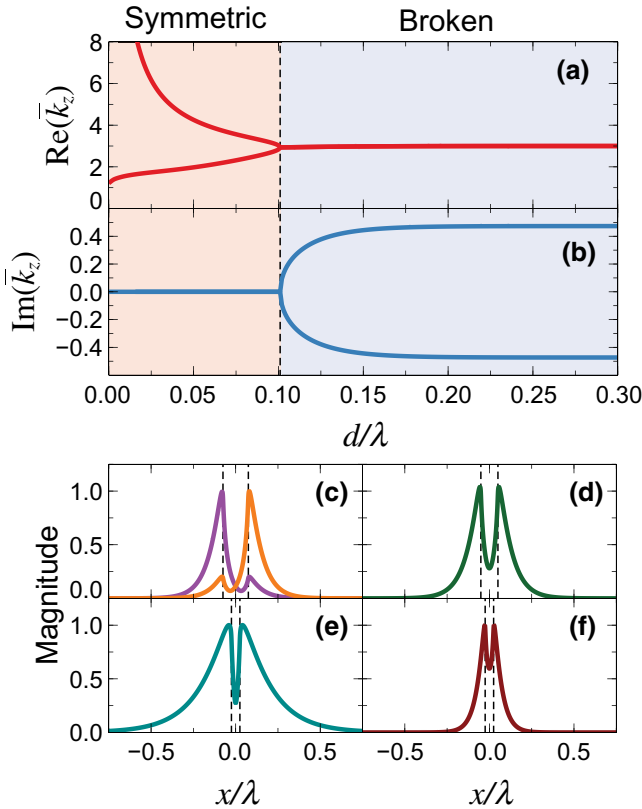 Symmetric Broken
8
6
4
2
0
Re(k̅z)
(a)
0.4
0.2
0.0
−0.2
−0.4
Im(k̅z)
(b)
0.00 0.05 0.10 0.15 0.20 0.25 0.30
d/λ
1.0
0.5
0.0
(c)
(d)
Magnitude
1.0
0.5
0.0
(e)
(f)
−0.5 0.0 0.5 −0.5 0.0 0.5
x/λ x/λ